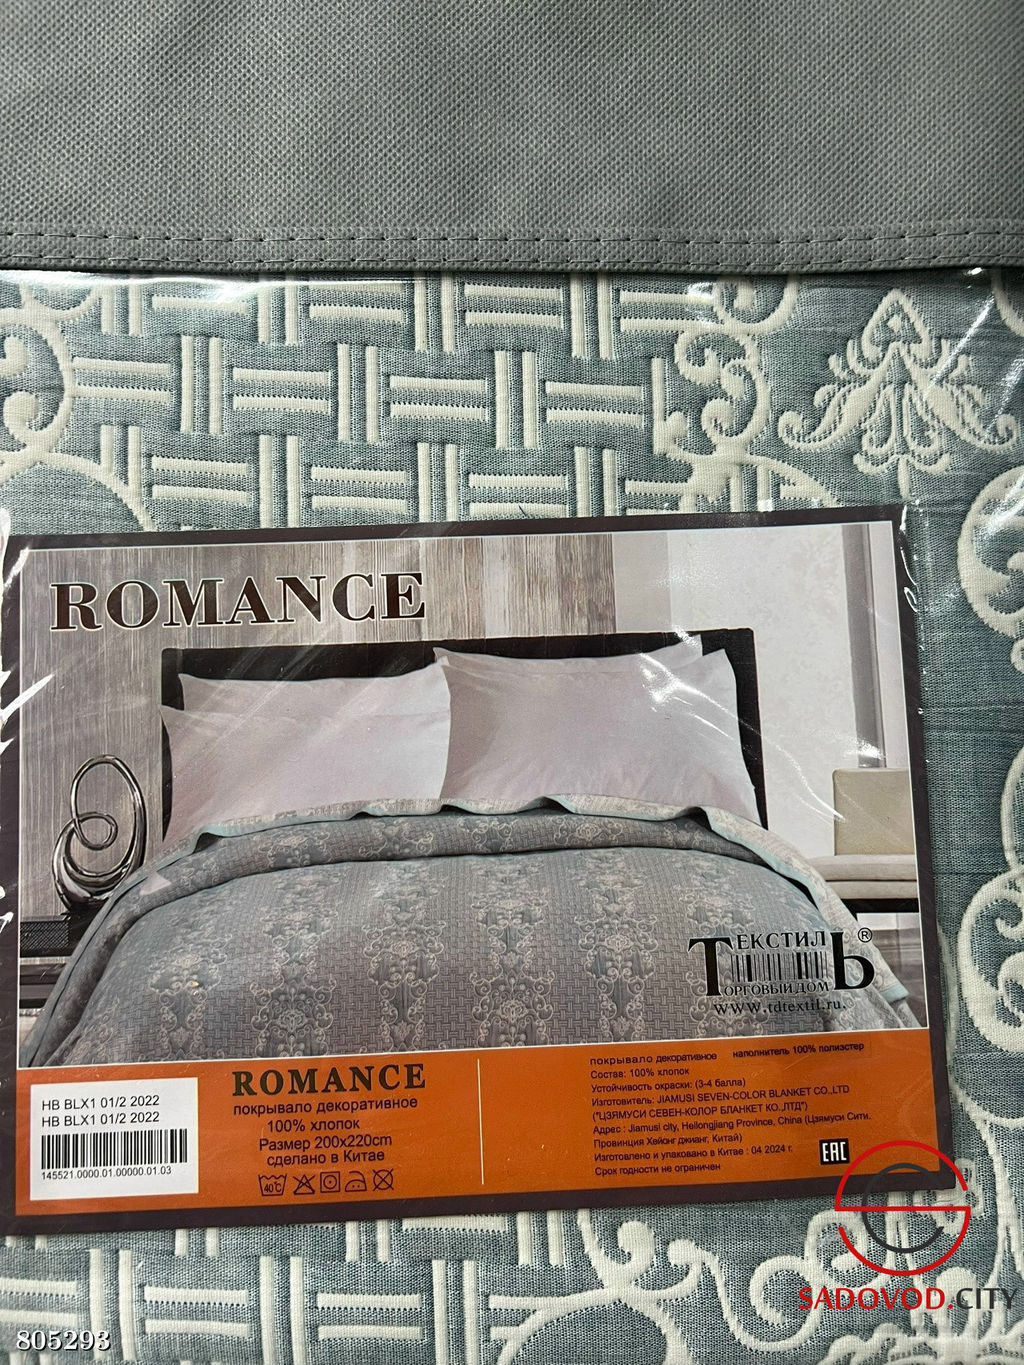 ROMANCE
ТЕКСТИЛЬ®
ТОРГОВЫЙ ДОМ
www.tdtextil.ru.
HB BLX1 01/2 2022
HB BLX1 01/2 2022
145521.0000.01.00000.01.03
ROMANCE
покрывало декоративное
100% хлопок
Размер 200x220cm
сделано в Китае
40°C
покрывало декоративное наполнитель 100% полиэстер
Состав: 100% хлопок
Устойчивость окраски: (3-4 балла)
Изготовитель: JIAMUSI SEVEN-COLOR BLANKET CO.,LTD
("ЦЗЯМУСИ СЕВЕН-КОЛОР БЛАНКЕТ КО.,ЛТД")
Адрес: Jiamusi city, Heilongjiang Province, China (Цзямуси Сити.
Провинция Хейонг джианг, Китай)
Изготовлено и упаковано в Китае : 04 2024 г.
Срок годности не ограничен
EAC
SADOVOD.CITY
805293